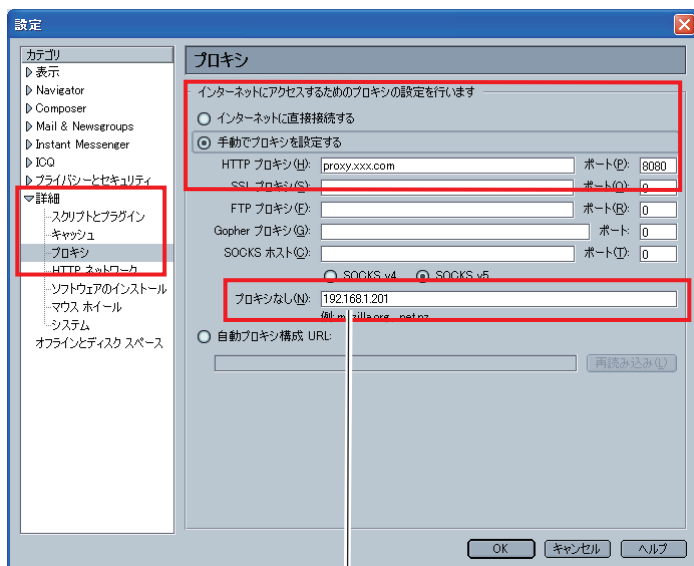 設定
カテゴリ
表示
Navigator
Composer
Mail & Newsgroups
Instant Messenger
ICQ
プライバシーとセキュリティ
詳細
スクリプトとプラグイン
キャッシュ
プロキシ
HTTP ネットワーク
ソフトウェアのインストール
マウス ホイール
システム
オフラインとディスク スペース
プロキシ
インターネットにアクセスするためのプロキシの設定を行います
インターネットに直接接続する
手動でプロキシを設定する
HTTP プロキシ(H): proxy.xxx.com ポート(P): 8080
SSL プロキシ(S): ポート(O): 0
FTP プロキシ(F): ポート(R): 0
Gopher プロキシ(G): ポート: 0
SOCKS ホスト(C): ポート(T): 0
SOCKS v4 SOCKS v5
プロキシなし(N): 192.168.1.201
例: mozilla.org, .net.nz
自動プロキシ構成 URL:
再読み込み(L)
OK キャンセル ヘルプ